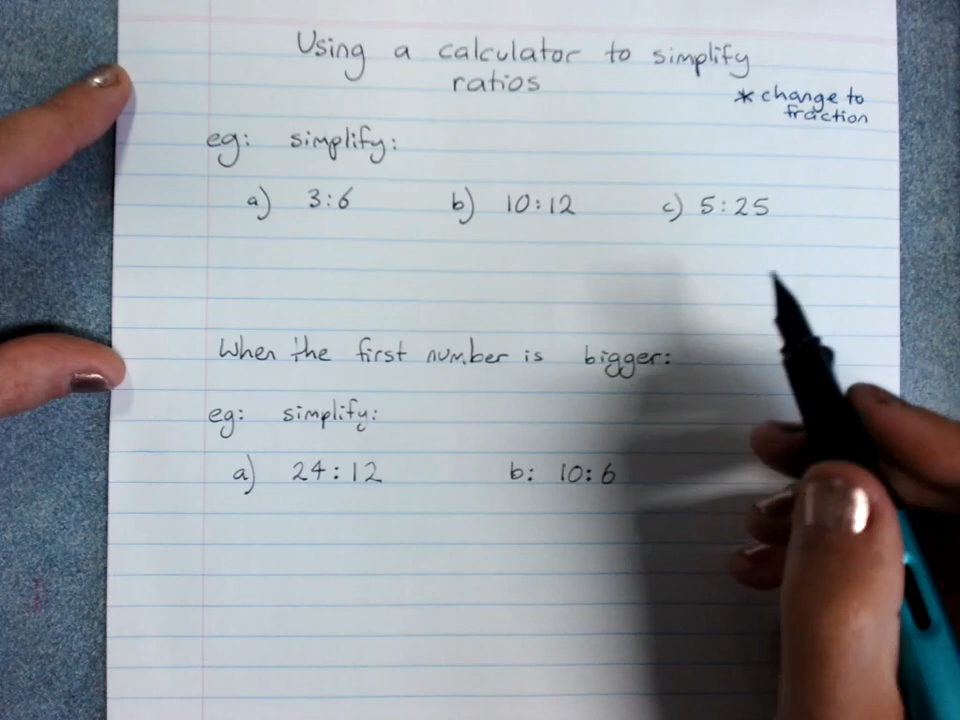 Using a calculator to simplify
ratios
* change to
fraction
eg: simplify:
a) 3:6 b) 10:12 c) 5:25
When the first number is bigger:
eg: simplify:
a) 24:12 b: 10:6